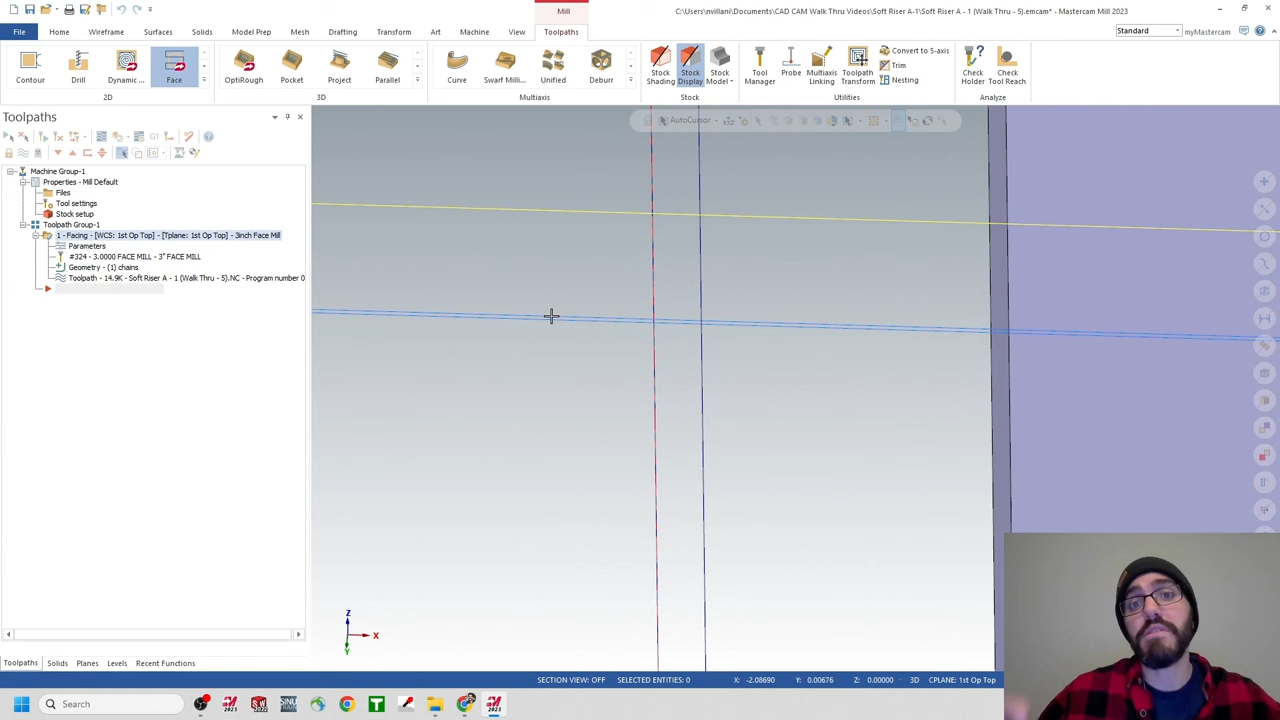 Mill
C:\Users\nvillani\Documents\CAD CAM Walk Thru Videos\Soft Riser A-1\Soft Riser A - 1 (Walk Thru - 5).emcam* - Mastercam Mill 2023
File Home Wireframe Surfaces Solids Model Prep Mesh Drafting Transform Art Machine View Toolpaths
Standard myMastercam
Contour Drill Dynamic ... Face OptiRough Pocket Project Parallel Curve Swarf Milli... Unified Deburr Stock Shading Stock Display Stock Model Tool Manager Probe Multiaxis Linking Toolpath Transform Convert to 5-axis Trim Nesting Check Holder Check Tool Reach
2D 3D Multiaxis Stock Utilities Analyze
Toolpaths
AutoCursor
G1
Machine Group-1
Properties - Mill Default
Files
Tool settings
Stock setup
Toolpath Group-1
1 - Facing - [WCS: 1st Op Top] - [Tplane: 1st Op Top] - 3inch Face Mill
Parameters
#324 - 3.0000 FACE MILL - 3" FACE MILL
Geometry - (1) chains
Toolpath - 14.9K - Soft Riser A - 1 (Walk Thru - 5).NC - Program number 0
Z
X
Y
Toolpaths Solids Planes Levels Recent Functions
SECTION VIEW: OFF SELECTED ENTITIES: 0 X: -2.08690 Y: 0.00676 Z: 0.00000 3D CPLANE: 1st Op Top
Search
2023 SW SINU T 2023